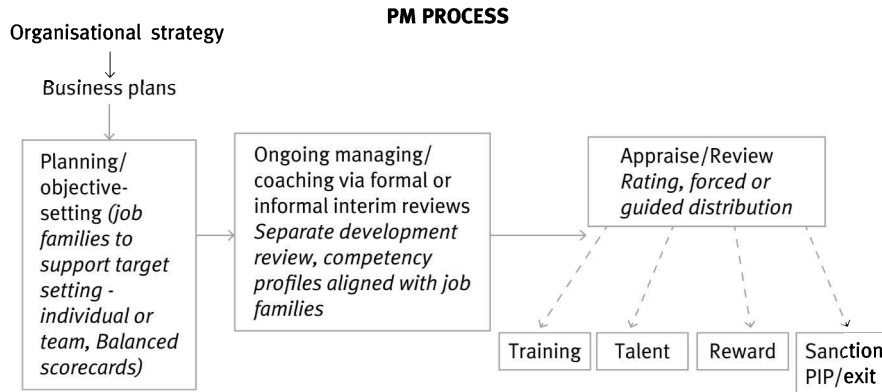 PM PROCESS
Organisational strategy
Business plans
Planning/
objective-
setting (job
families to
support target
setting -
individual or
team, Balanced
scorecards)
Ongoing managing/
coaching via formal or
informal interim reviews
Separate development
review, competency
profiles aligned with job
families
Appraise/Review
Rating, forced or
guided distribution
Training
Talent
Reward
Sanction
PIP/exit